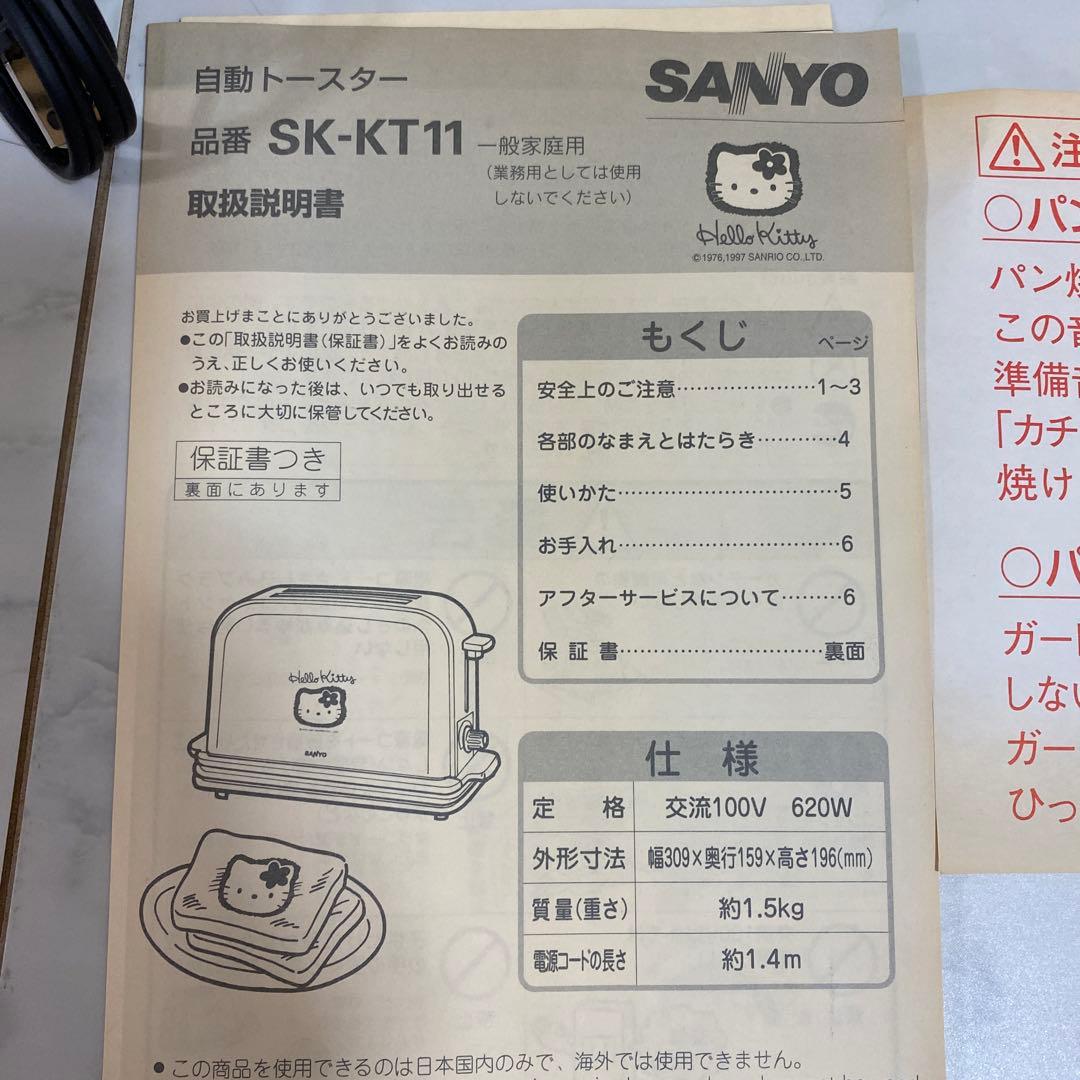 自動トースター
品番 SK-KT11 一般家庭用
(業務用としては使用
しないでください)
取扱説明書
SANYO
Hello Kitty
©1976,1997 SANRIO CO.,LTD.
お買上げまことにありがとうございました。
●この「取扱説明書(保証書)」をよくお読みの
うえ、正しくお使いください。
●お読みになった後は、いつでも取り出せる
ところに大切に保管してください。
保証書つき
裏面にあります
もくじ ページ
安全上のご注意…………………1〜3
各部のなまえとはたらき…………4
使いかた……………………………5
お手入れ……………………………6
アフターサービスについて………6
保証書…………………………裏面
Hello Kitty
SANYO
仕様
定格 交流100V 620W
外形寸法 幅309×奥行159×高さ196(mm)
質量(重さ) 約1.5kg
電源コードの長さ 約1.4m
●この商品を使用できるのは日本国内のみで、海外では使用できません。
注
○パン
パン焼
この音
準備音
「カチ
焼け
○パ
ガード
しない
ガー
ひっ